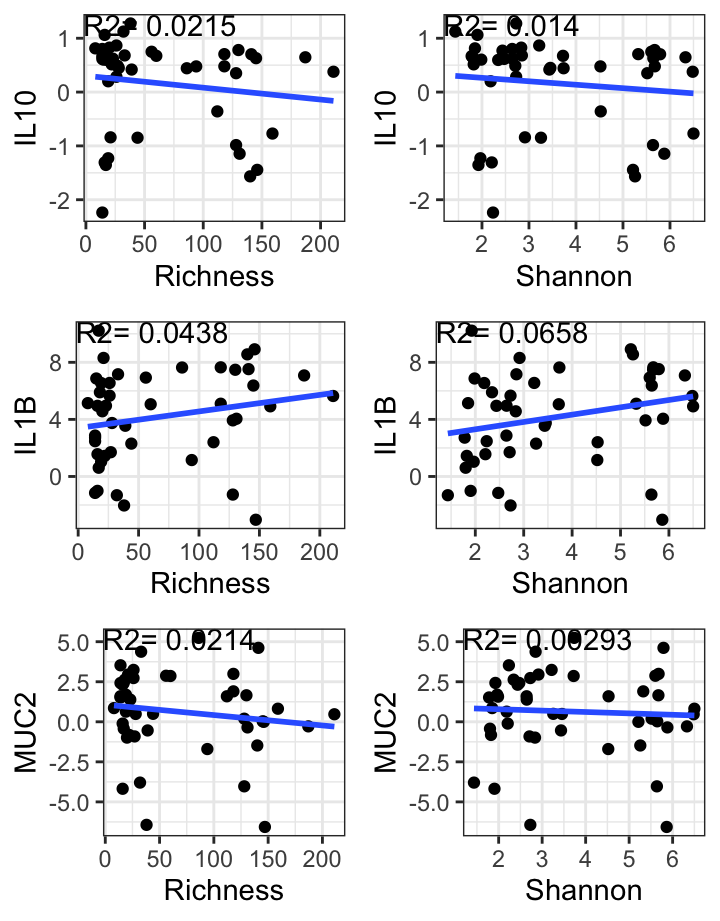 R2= 0.0215
IL10
1
0
-1
-2
0 50 100 150 200
Richness
R2= 0.014
IL10
1
0
-1
-2
2 3 4 5 6
Shannon
R2= 0.0438
IL1B
8
4
0
0 50 100 150 200
Richness
R2= 0.0658
IL1B
8
4
0
2 3 4 5 6
Shannon
R2= 0.0214
MUC2
5.0
2.5
0.0
-2.5
-5.0
0 50 100 150 200
Richness
R2= 0.00293
MUC2
5.0
2.5
0.0
-2.5
-5.0
2 3 4 5 6
Shannon